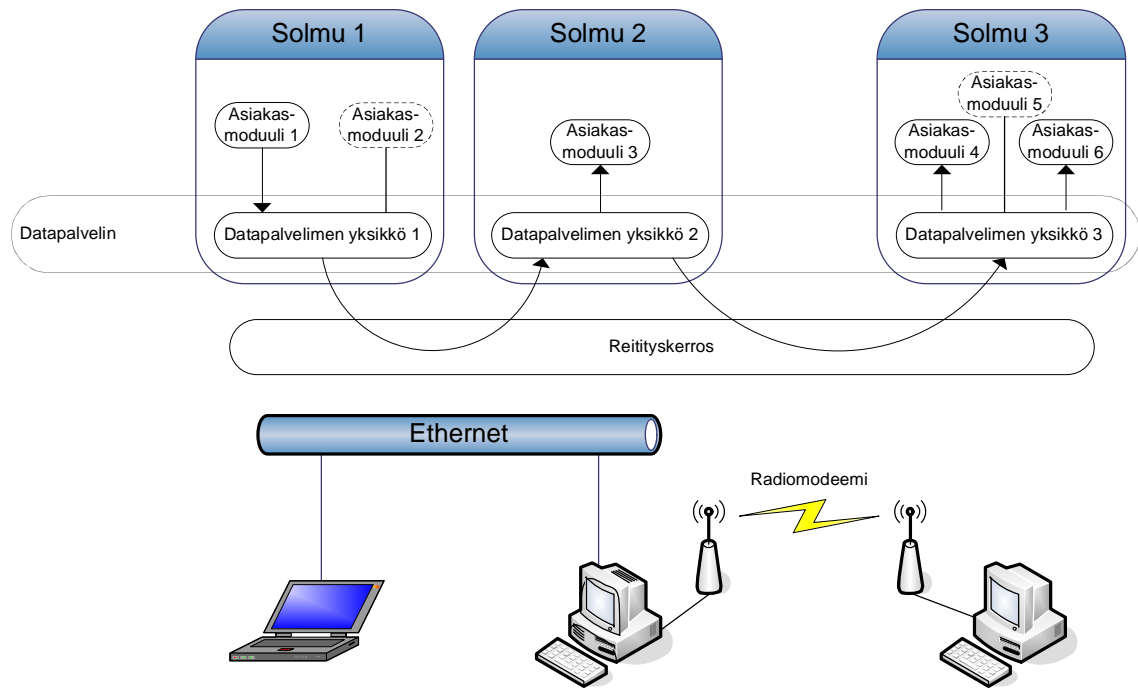 Solmu 1
Solmu 2
Solmu 3
Asiakas-
moduuli 1
Asiakas-
moduuli 2
Asiakas-
moduuli 3
Asiakas-
moduuli 4
Asiakas-
moduuli 5
Asiakas-
moduuli 6
Datapalvelin
Datapalvelimen yksikkö 1
Datapalvelimen yksikkö 2
Datapalvelimen yksikkö 3
Reitityskerros
Ethernet
Radiomodeemi